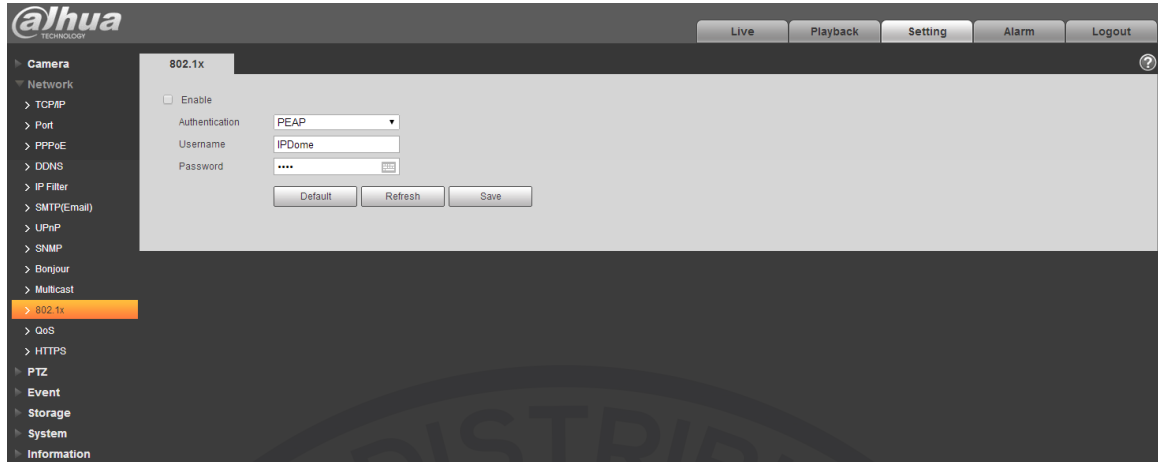 alhua
TECHNOLOGY
Live
Playback
Setting
Alarm
Logout
Camera
Network
TCP/IP
Port
PPPoE
DDNS
IP Filter
SMTP(Email)
UPnP
SNMP
Bonjour
Multicast
802.1x
QoS
HTTPS
PTZ
Event
Storage
System
Information
802.1x
?
Enable
Authentication PEAP
Username IPDome
Password ••••
Default Refresh Save
DISTRIB